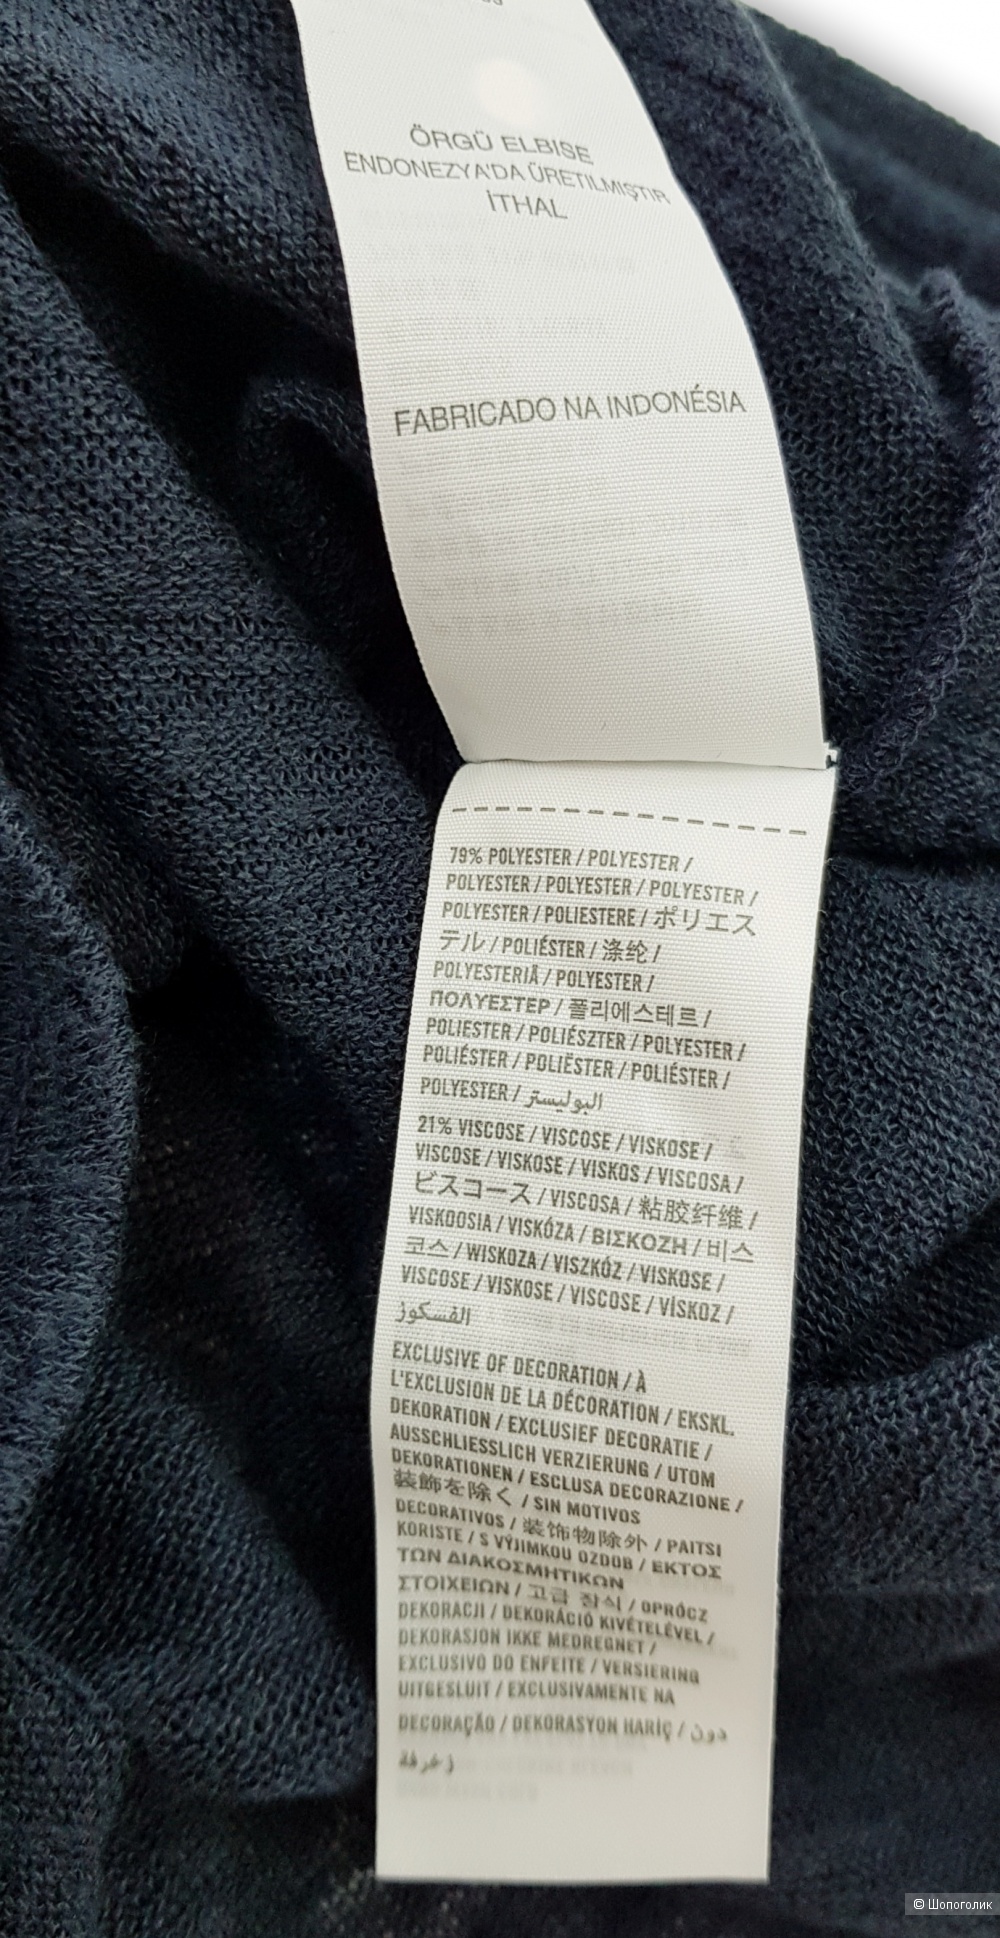 ÖRGÜ ELBISE
ENDONEZYA'DA ÜRETILMIŞTIR
İTHAL
FABRICADO NA INDONÉSIA
79% POLYESTER / POLYESTER /
POLYESTER / POLYESTER / POLYESTER /
POLYESTER / POLIESTERE / ポリエス
テル / POLIÉSTER / 涤纶 /
POLYESTERIÄ / POLYESTER /
ΠΟΛΥΕΣΤΕΡ / 폴리에스테르 /
POLIESTER / POLIÉSZTER / POLYESTER /
POLIÉSTER / POLIËSTER / POLIÉSTER /
POLYESTER / البوليستر
21% VISCOSE / VISCOSE / VISKOSE /
VISCOSE / VISKOSE / VISKOS / VISCOSA /
ビスコース / VISCOSA / 粘胶纤维 /
VISKOOSIA / VISKÓZA / ΒΙΣΚΟΖΗ / 비스
코스 / WISKOZA / VISZKÓZ / VISKOSE /
VISCOSE / VISKOSE / VISCOSE / VİSKOZ /
الفسكوز
EXCLUSIVE OF DECORATION / À
L'EXCLUSION DE LA DÉCORATION / EKSKL.
DEKORATION / EXCLUSIEF DECORATIE /
AUSSCHLIESSLICH VERZIERUNG / UTOM
DEKORATIONEN / ESCLUSA DECORAZIONE /
装飾を除く / SIN MOTIVOS
DECORATIVOS / 装饰物除外 / PAITSI
KORISTE / S VÝJIMKOU OZDOB / ΕΚΤΟΣ
ΤΩΝ ΔΙΑΚΟΣΜΗΤΙΚΩΝ
ΣΤΟΙΧΕΙΩΝ / 고급 장식 / OPRÓCZ
DEKORACJI / DEKORÁCIÓ KIVÉTELÉVEL /
DEKORASJON IKKE MEDREGNET /
EXCLUSIVO DO ENFEITE / VERSIERING
UITGESLUIT / EXCLUSIVAMENTE NA
DECORAÇÃO / DEKORASYON HARİÇ / دون
زخرفة
© Шопоголик